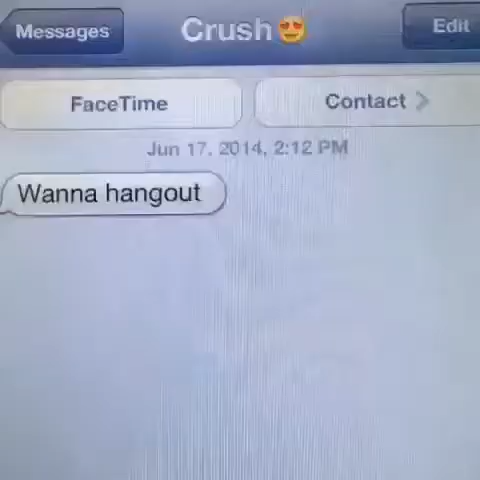 Messages Crush😍 Edit
FaceTime Contact >
Jun 17, 2014, 2:12 PM
Wanna hangout